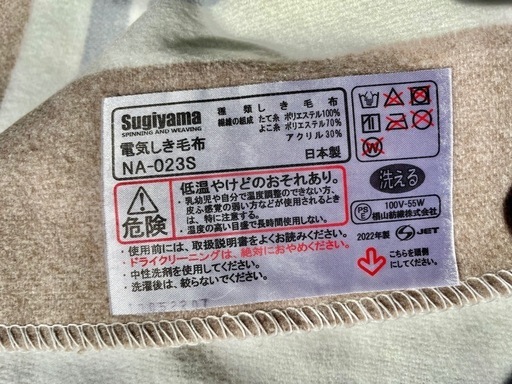 Sugiyama
SPINNING AND WEAVING
電気しき毛布
NA-023S
種類 しき毛布
繊維の組成 たて糸 ポリエステル100%
よこ糸 ポリエステル70%
アクリル30%
日本製
危険
低温やけどのおそれあり。
・乳幼児や自分で温度調整のできない方、
皮ふ感覚の弱い方などが使用されるとき
は、特に注意する。
・温度の高い目盛で長時間使用しない。
洗える
PSE
100V-55W
椙山紡織株式会社
2022年製
JET
こちらを頭側
にしてください
・使用前には、取扱説明書をよくお読みください。
・ドライクリーニングは、絶対におやめください。
・中性洗剤を使用してください。
・洗濯後は、絞らないでください。